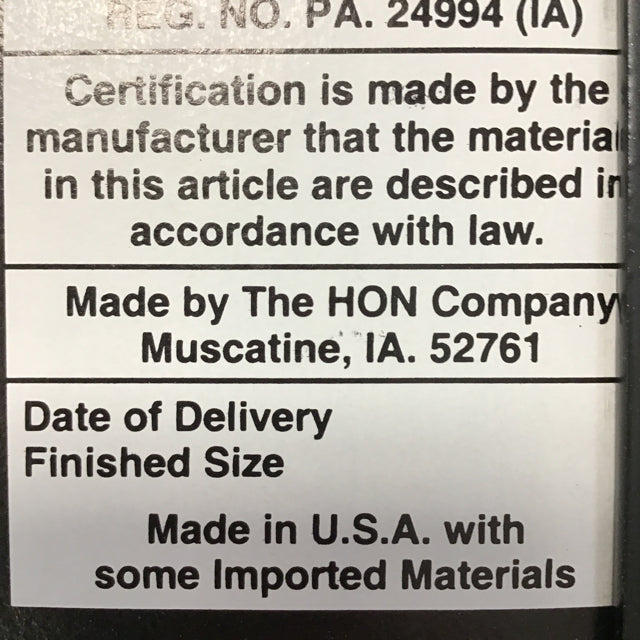 REG. NO. PA. 24994 (IA)
Certification is made by the
manufacturer that the material
in this article are described in
accordance with law.
Made by The HON Company
Muscatine, IA. 52761
Date of Delivery
Finished Size
Made in U.S.A. with
some Imported Materials